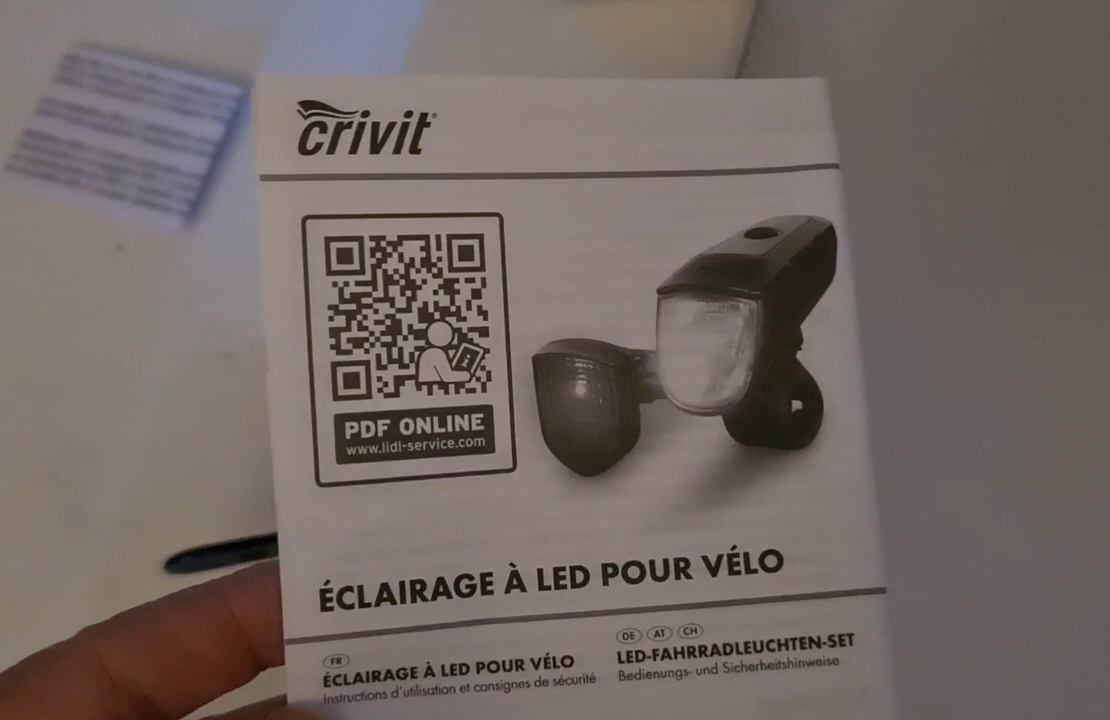 crivit
PDF ONLINE
www.lidl-service.com
ÉCLAIRAGE À LED POUR VÉLO
FR
ÉCLAIRAGE À LED POUR VÉLO
Instructions d'utilisation et consignes de sécurité
DE AT CH
LED-FAHRRADLEUCHTEN-SET
Bedienungs- und Sicherheitshinweise